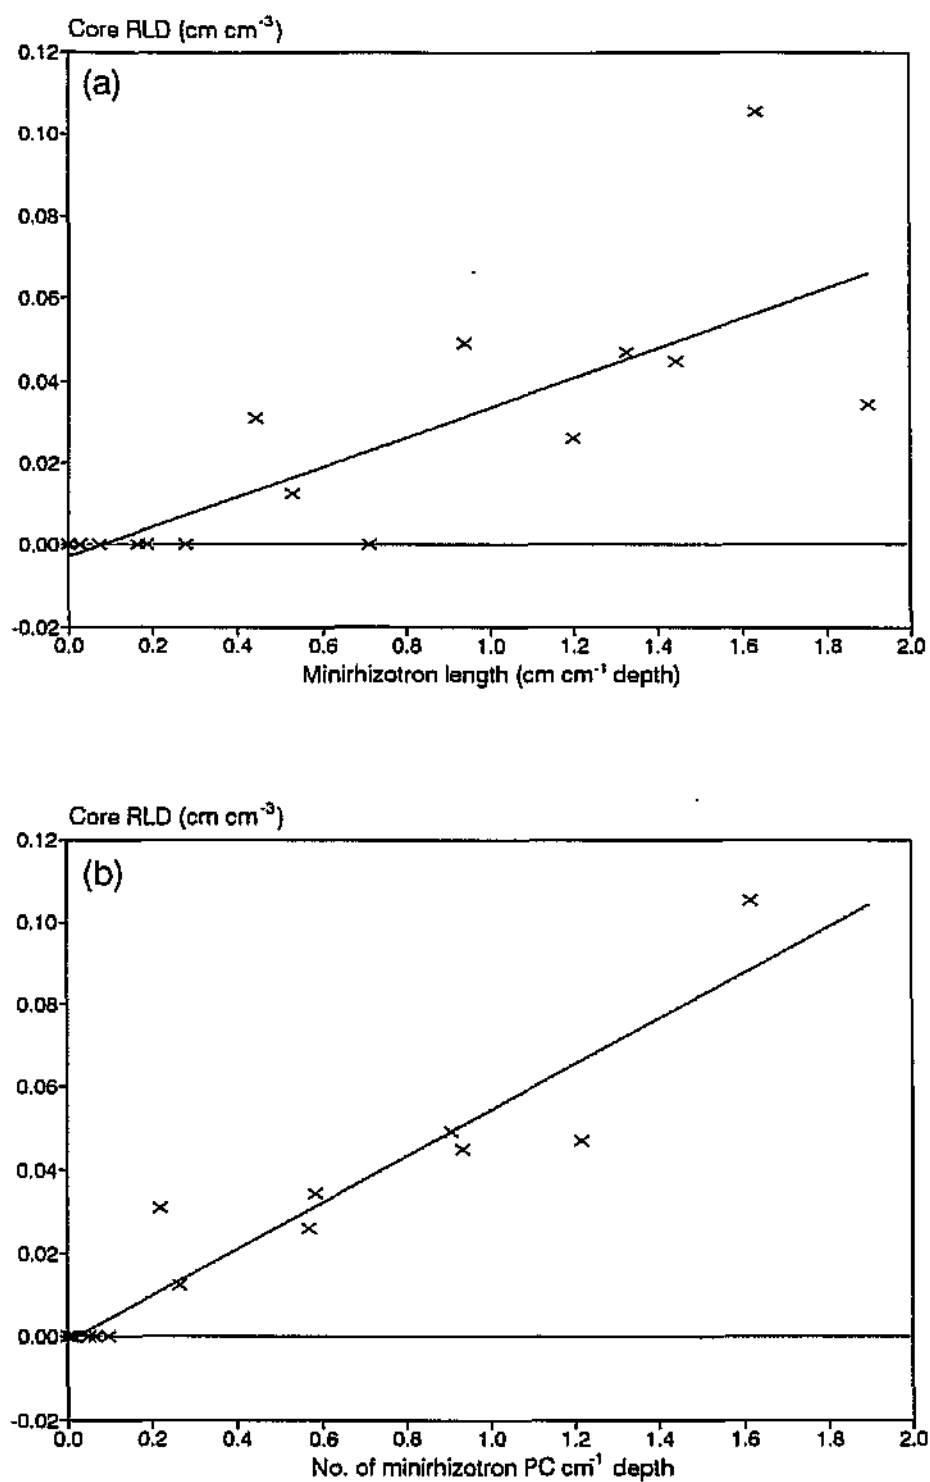 Core RLD (cm cm⁻³)
0.12
(a)
0.10
0.08
0.06
0.04
0.02
0.00
-0.02
0.0 0.2 0.4 0.6 0.8 1.0 1.2 1.4 1.6 1.8 2.0
Minirhizotron length (cm cm⁻¹ depth)
Core RLD (cm cm⁻³)
0.12
(b)
0.10
0.08
0.06
0.04
0.02
0.00
-0.02
0.0 0.2 0.4 0.6 0.8 1.0 1.2 1.4 1.6 1.8 2.0
No. of minirhizotron PC cm⁻¹ depth